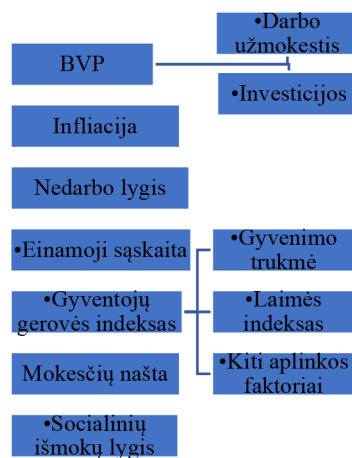 BVP
•Darbo
užmokestis
•Investicijos
Infliacija
Nedarbo lygis
•Einamoji sąskaita
•Gyventojų
gerovės indeksas
•Gyvenimo
trukmė
•Laimės
indeksas
•Kiti aplinkos
faktoriai
Mokesčių našta
•Socialinių
išmokų lygis